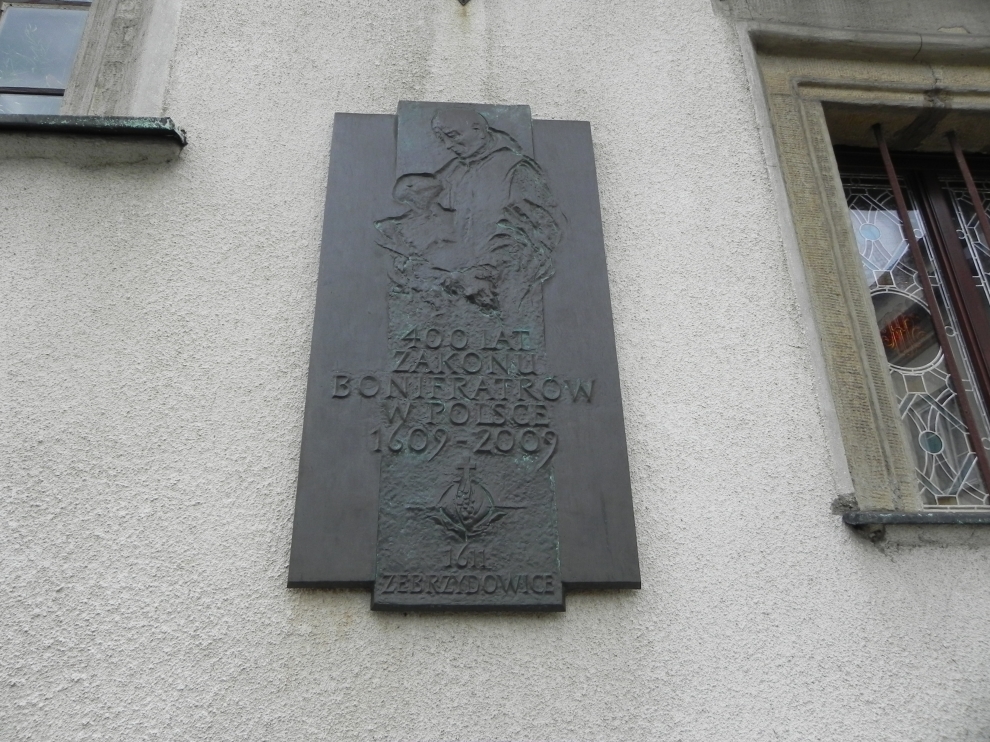 400 LAT
ZAKONU
BONIFRATRÓW
W POLSCE
1609-2009
1611
ZEBRZYDOWICE